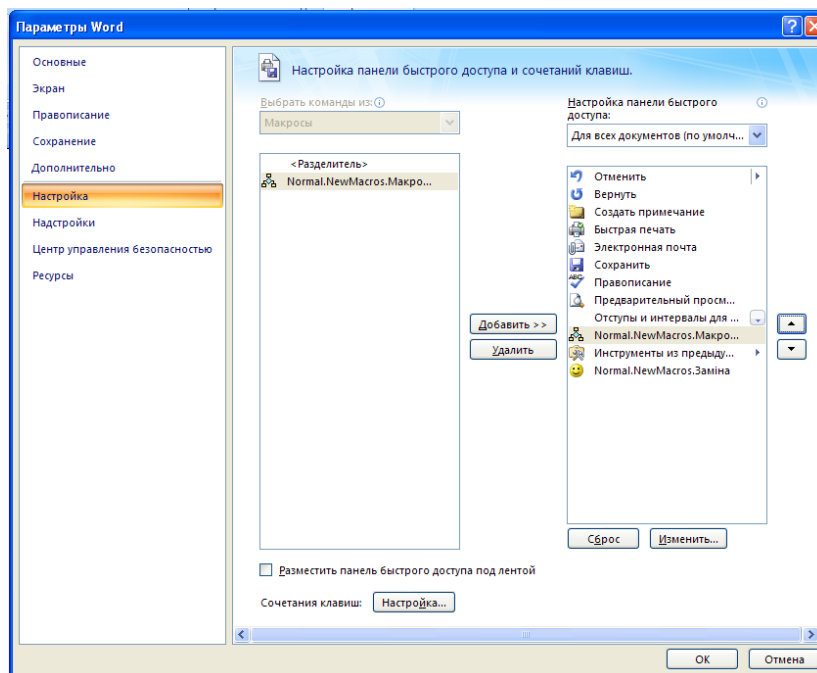 Параметры Word
Основные
Экран
Правописание
Сохранение
Дополнительно
Настройка
Надстройки
Центр управления безопасностью
Ресурсы
Настройка панели быстрого доступа и сочетаний клавиш.
Выбрать команды из:
Макросы
<Разделитель>
Normal.NewMacros.Макро...
Добавить >>
Удалить
Настройка панели быстрого
доступа:
Для всех документов (по умолч...
Отменить
Вернуть
Создать примечание
Быстрая печать
Электронная почта
Сохранить
Правописание
Предварительный просм...
Отступы и интервалы для ...
Normal.NewMacros.Макро...
Инструменты из предыду...
Normal.NewMacros.Заміна
Сброс
Изменить...
Разместить панель быстрого доступа под лентой
Сочетания клавиш:
Настройка...
ОК
Отмена